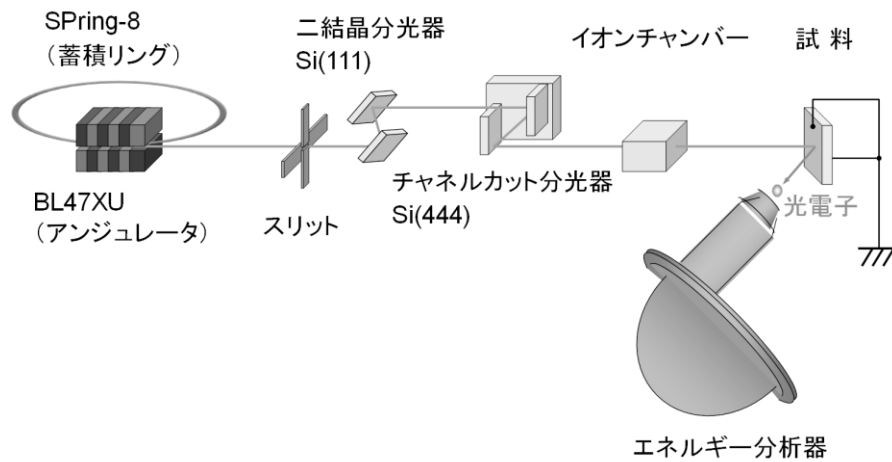 SPring-8
（蓄積リング）
二結晶分光器
Si(111)
イオンチャンバー
試 料
BL47XU
（アンジュレータ）
スリット
チャネルカット分光器
Si(444)
光電子
エネルギー分析器